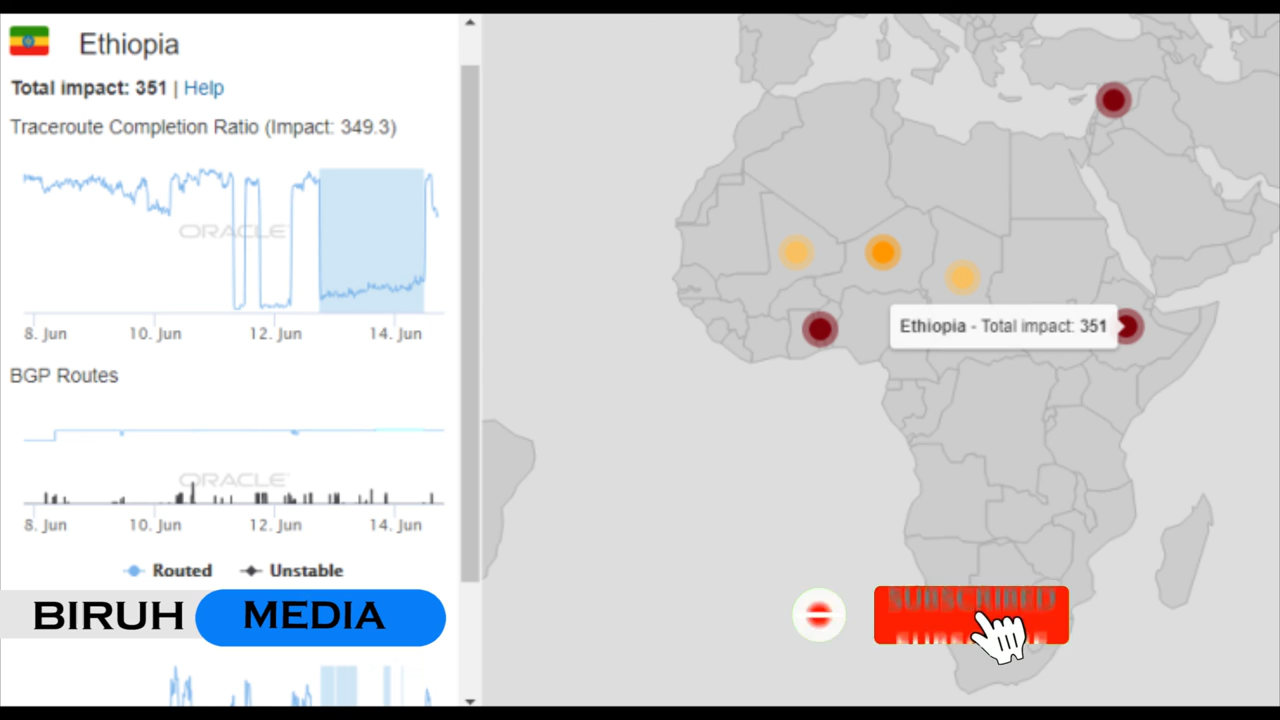 Ethiopia
Total impact: 351 | Help
Traceroute Completion Ratio (Impact: 349.3)
ORACLE
8. Jun 10. Jun 12. Jun 14. Jun
BGP Routes
ORACLE
8. Jun 10. Jun 12. Jun 14. Jun
Routed Unstable
BIRUH MEDIA
Ethiopia - Total impact: 351
SUBSCRIBED